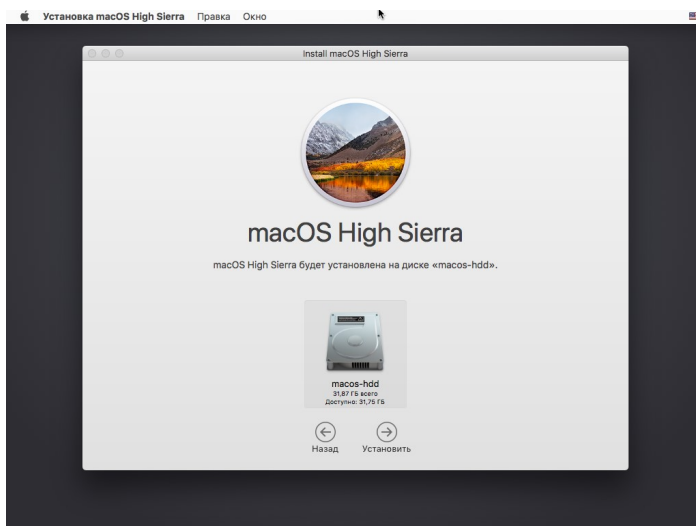 Установка macOS High Sierra Правка Окно
Install macOS High Sierra
macOS High Sierra
macOS High Sierra будет установлена на диске «macos-hdd».
macos-hdd
31,87 ГБ всего
Доступно: 31,75 ГБ
Назад Установить